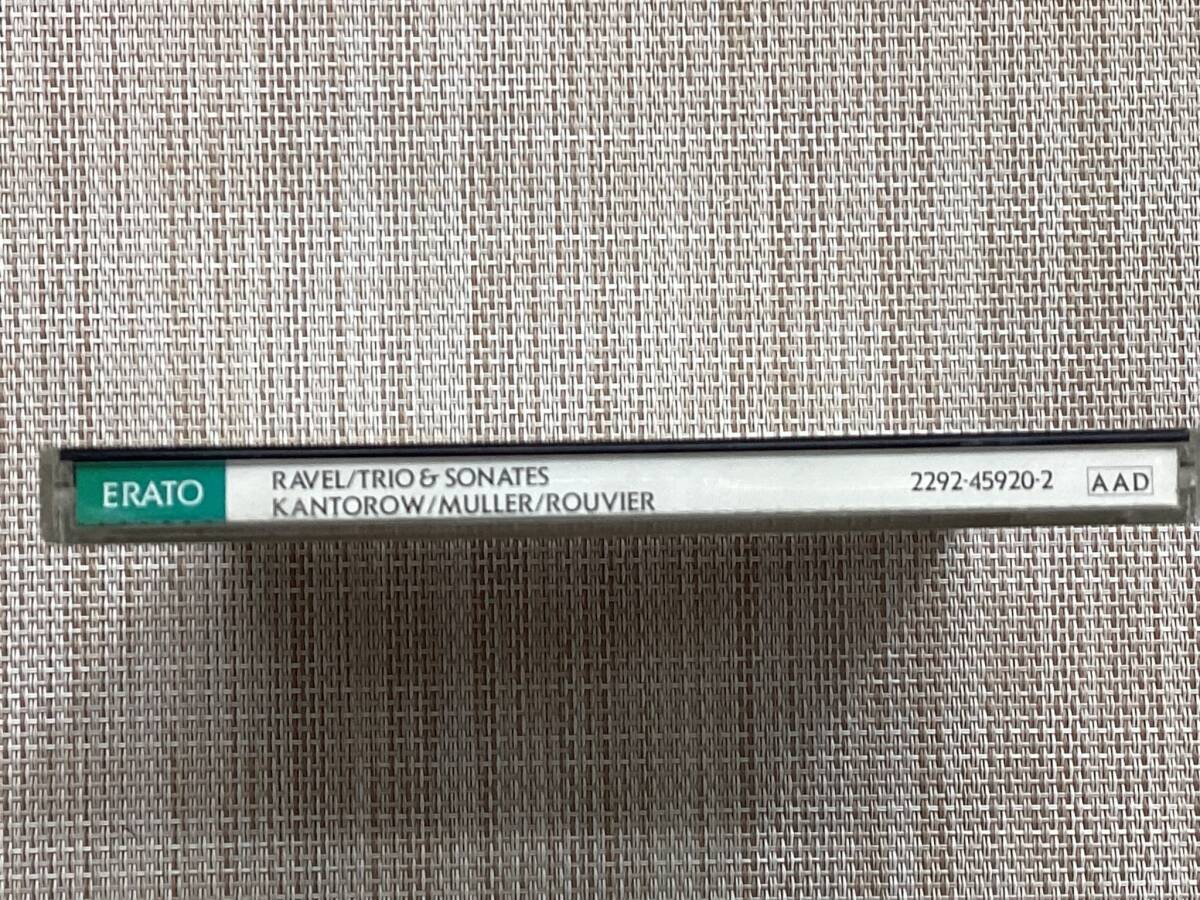 ERATO
RAVEL/TRIO & SONATES
KANTOROW/MULLER/ROUVIER
2292-45920-2
AAD